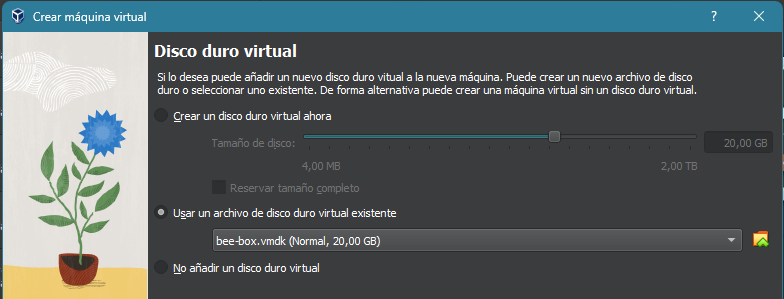 Crear máquina virtual
?
Disco duro virtual
Si lo desea puede añadir un nuevo disco duro vitual a la nueva máquina. Puede crear un nuevo archivo de disco
duro o seleccionar uno existente. De forma alternativa puede crear una máquina virtual sin un disco duro virtual.
Crear un disco duro virtual ahora
Tamaño de disco:
20,00 GB
4,00 MB
2,00 TB
Reservar tamaño completo
Usar un archivo de disco duro virtual existente
bee-box.vmdk (Normal, 20,00 GB)
No añadir un disco duro virtual